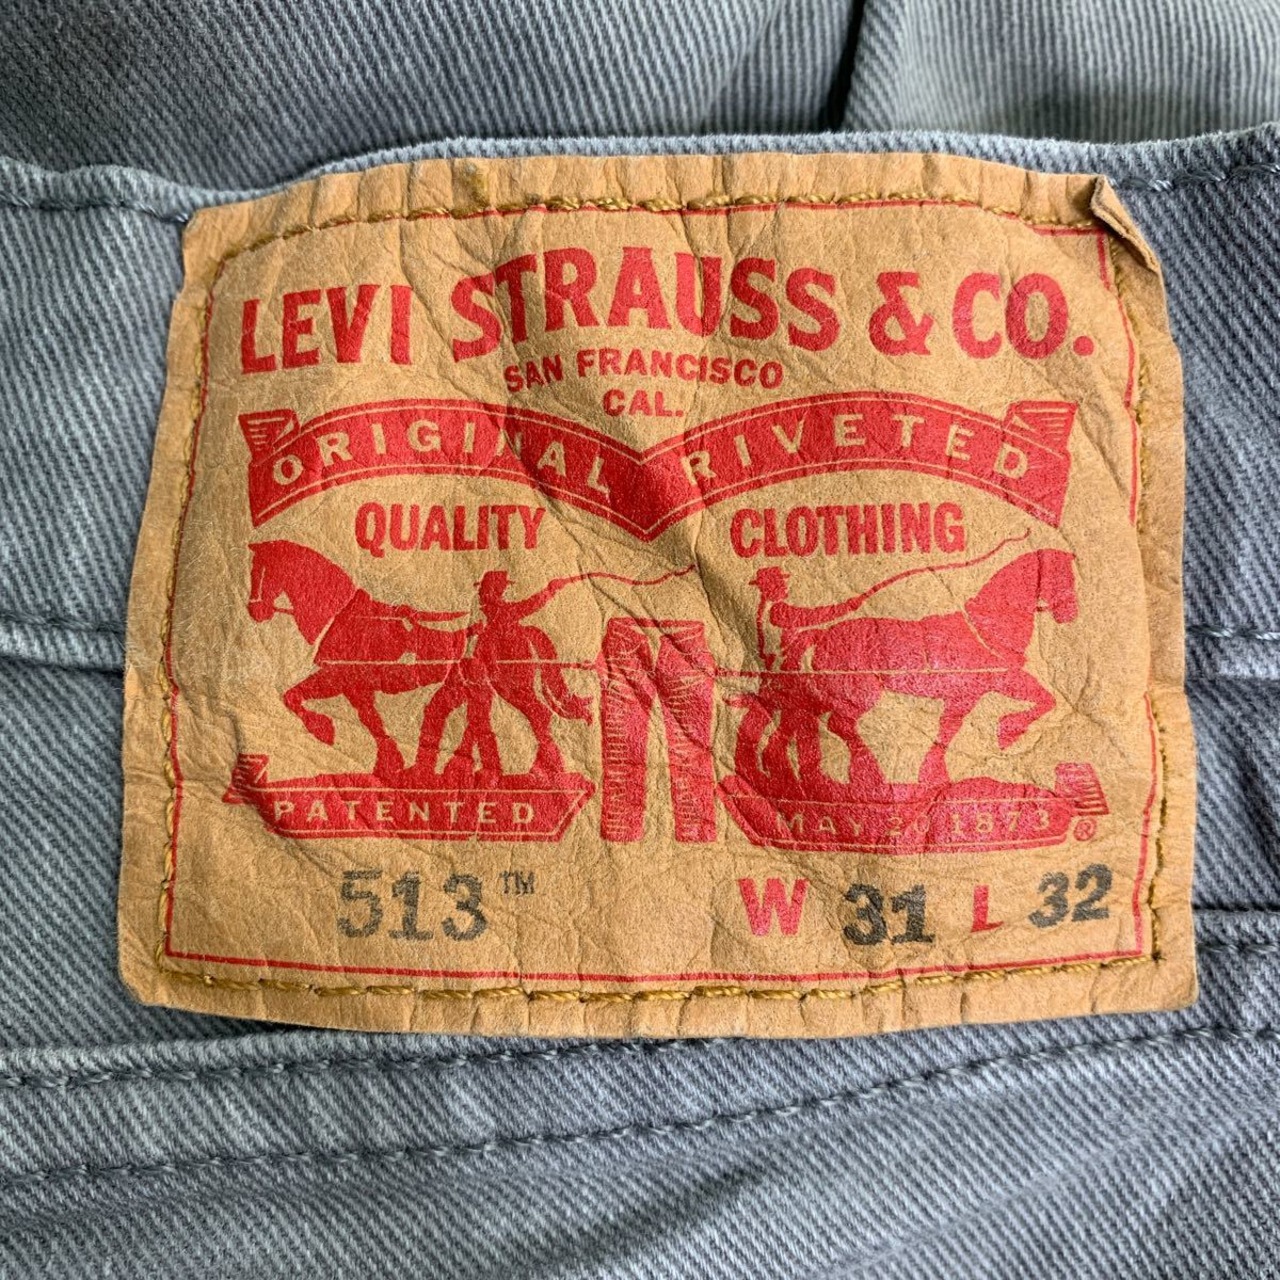 LEVI STRAUSS & CO.
SAN FRANCISCO
CAL.
ORIGINAL RIVETED
QUALITY CLOTHING
PATENTED MAY 20 1873 ®
513™ W 31 L 32